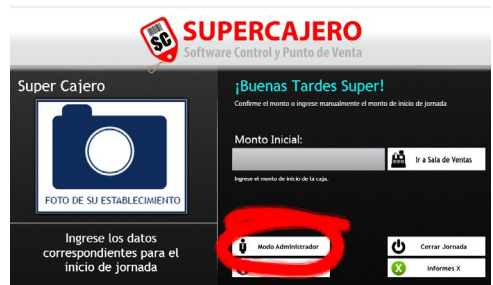 $C
SUPERCAJERO
Software Control y Punto de Venta
Super Cajero
FOTO DE SU ESTABLECIMIENTO
Ingrese los datos
correspondientes para el
inicio de jornada
¡Buenas Tardes Super!
Confirme el monto o ingrese manualmente el monto de inicio de jornada
Monto Inicial:
Ir a Sala de Ventas
Ingrese el monto de inicio de la caja.
Modo Administrador
Cerrar Jornada
X Informes X